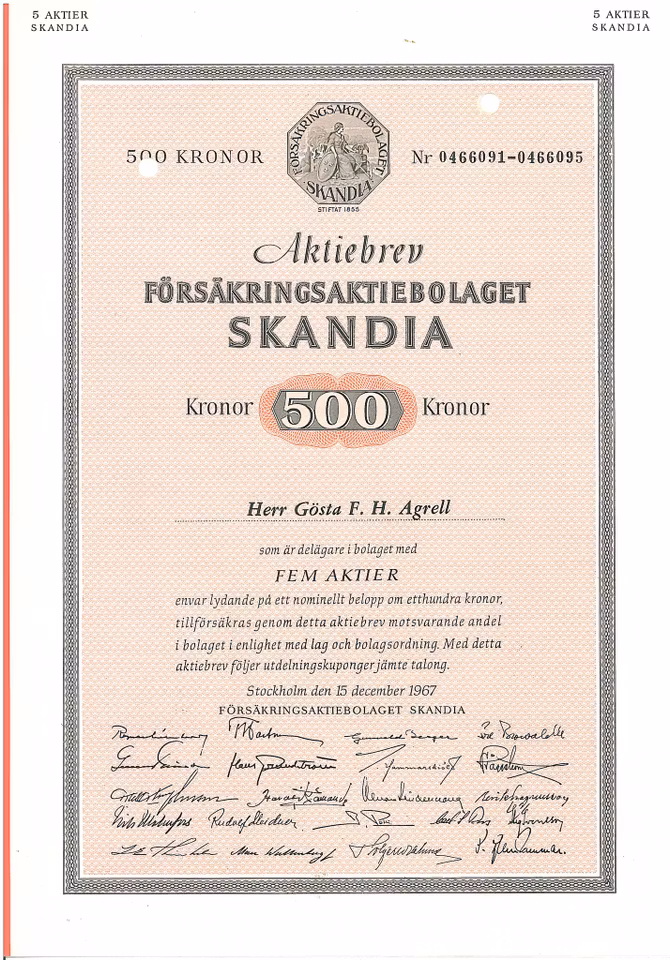 5 AKTIER
SKANDIA
5 AKTIER
SKANDIA
500 KRONOR
FÖRSÄKRINGSAKTIEBOLAGET
SKANDIA
STIFTAT 1855
Nr 0466091-0466095
Aktiebrev
FÖRSÄKRINGSAKTIEBOLAGET
SKANDIA
Kronor 500 Kronor
Herr Gösta F. H. Agrell
som är delägare i bolaget med
FEM AKTIER
envar lydande på ett nominellt belopp om etthundra kronor,
tillförsäkras genom detta aktiebrev motsvarande andel
i bolaget i enlighet med lag och bolagsordning. Med detta
aktiebrev följer utdelningskuponger jämte talong.
Stockholm den 15 december 1967
FÖRSÄKRINGSAKTIEBOLAGET SKANDIA